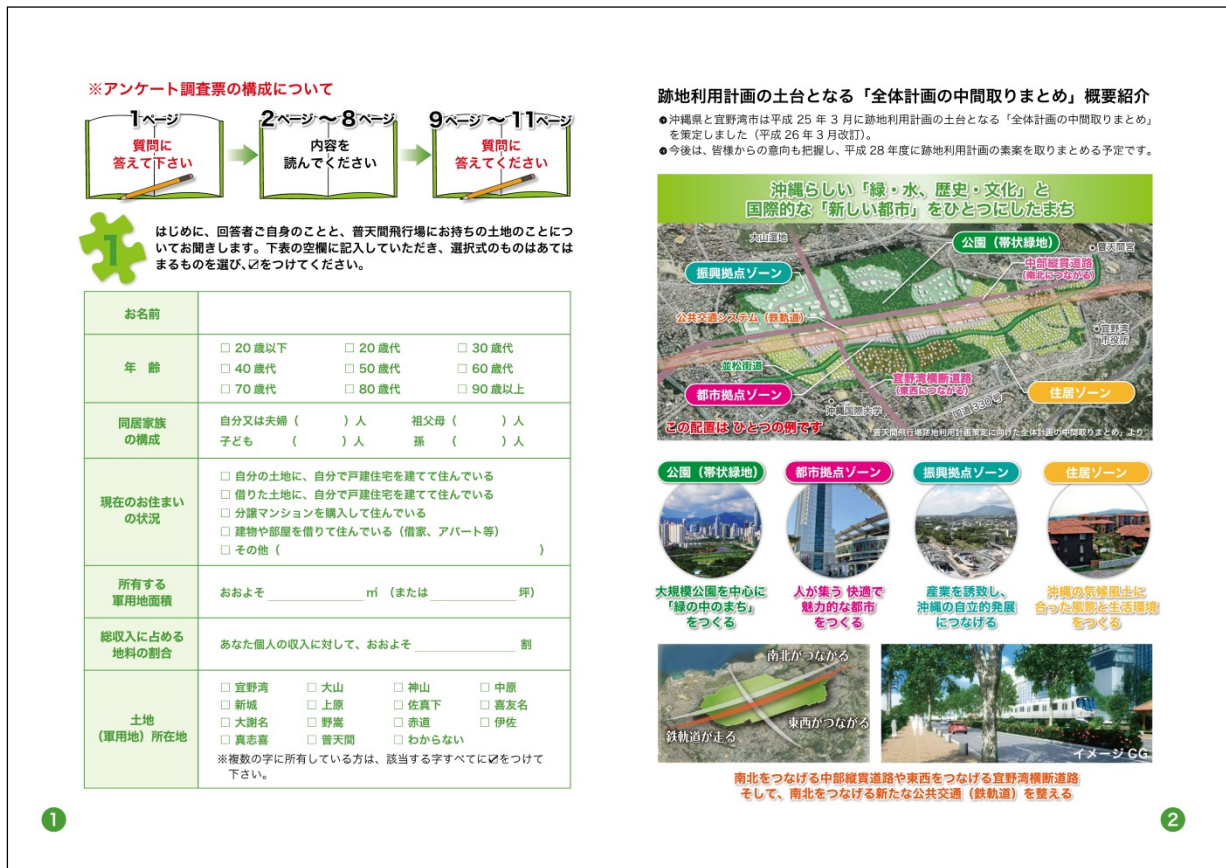 ※アンケート調査票の構成について
1ページ
質問に
答えて下さい
2ページ〜8ページ
内容を
読んでください
9ページ〜11ページ
質問に
答えてください
1
はじめに、回答者ご自身のことと、普天間飛行場にお持ちの土地のことにつ
いてお聞きします。下表の空欄に記入していただき、選択式のものはあては
まるものを選び、☑をつけてください。
お名前
年 齢
□ 20歳以下 □ 20歳代 □ 30歳代
□ 40歳代 □ 50歳代 □ 60歳代
□ 70歳代 □ 80歳代 □ 90歳以上
同居家族
の構成
自分又は夫婦（ ）人 祖父母（ ）人
子ども （ ）人 孫 （ ）人
現在のお住まい
の状況
□ 自分の土地に、自分で戸建住宅を建てて住んでいる
□ 借りた土地に、自分で戸建住宅を建てて住んでいる
□ 分譲マンションを購入して住んでいる
□ 建物や部屋を借りて住んでいる（借家、アパート等）
□ その他（ ）
所有する
軍用地面積
おおよそ ＿＿＿＿＿＿ ㎡ （または ＿＿＿＿＿＿ 坪）
総収入に占める
地料の割合
あなた個人の収入に対して、おおよそ ＿＿＿＿＿＿ 割
土地
（軍用地）所在地
□ 宜野湾 □ 大山 □ 神山 □ 中原
□ 新城 □ 上原 □ 佐真下 □ 喜友名
□ 大謝名 □ 野嵩 □ 赤道 □ 伊佐
□ 真志喜 □ 普天間 □ わからない
※複数の字に所有している方は、該当する字すべてに☑をつけて
下さい。
1
跡地利用計画の土台となる「全体計画の中間取りまとめ」概要紹介
●沖縄県と宜野湾市は平成 25 年 3 月に跡地利用計画の土台となる「全体計画の中間取りまとめ」
を策定しました（平成 26 年 3 月改訂）。
●今後は、皆様からの意向も把握し、平成 28 年度に跡地利用計画の素案を取りまとめる予定です。
沖縄らしい「緑・水、歴史・文化」と
国際的な「新しい都市」をひとつにしたまち
大山湿地
公園（帯状緑地）
普天間宮
振興拠点ゾーン
中部縦貫道路
（南北につながる）
公共交通システム（鉄軌道）
宜野湾
市役所
並松街道
都市拠点ゾーン
宜野湾横断道路
（東西につながる）
住居ゾーン
沖縄国際大学
国道330号
この配置は ひとつの例です
「普天間飛行場跡地利用計画策定に向けた全体計画の中間取りまとめ」より
公園（帯状緑地）
大規模公園を中心に
「緑の中のまち」
をつくる
都市拠点ゾーン
人が集う 快適で
魅力的な都市
をつくる
振興拠点ゾーン
産業を誘致し、
沖縄の自立的発展
につなげる
住居ゾーン
沖縄の気候風土に
合った風景と生活環境
をつくる
南北がつながる
東西がつながる
鉄軌道が走る
イメージCG
南北をつなげる中部縦貫道路や東西をつなげる宜野湾横断道路
そして、南北をつなげる新たな公共交通（鉄軌道）を整える
2